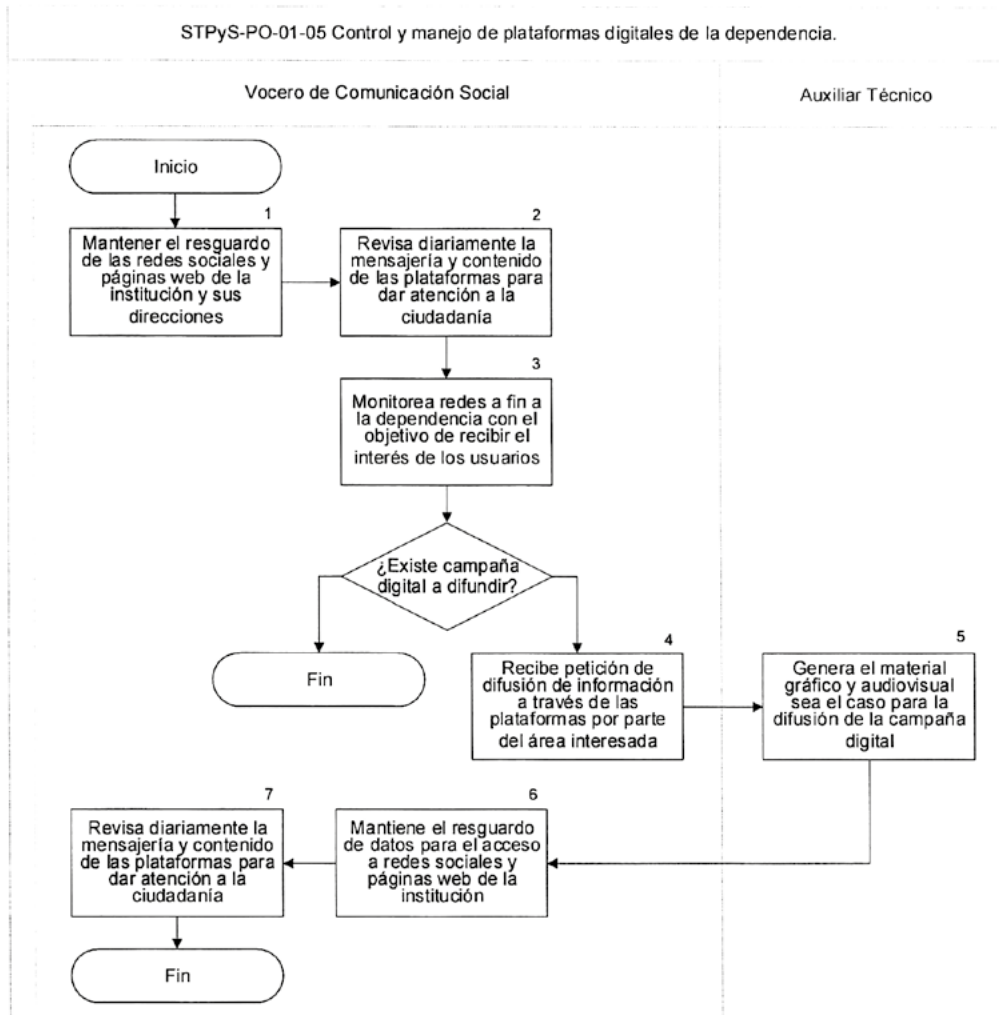 STPyS-PO-01-05 Control y manejo de plataformas digitales de la dependencia.
Vocero de Comunicación Social
Auxiliar Técnico
Inicio
1
Mantener el resguardo
de las redes sociales y
páginas web de la
institución y sus
direcciones
2
Revisa diariamente la
mensajería y contenido
de las plataformas para
dar atención a la
ciudadanía
3
Monitorea redes a fin a
la dependencia con el
objetivo de recibir el
interés de los usuarios
¿Existe campaña
digital a difundir?
Fin
4
Recibe petición de
difusión de información
a través de las
plataformas por parte
del área interesada
5
Genera el material
gráfico y audiovisual
sea el caso para la
difusión de la campaña
digital
6
Mantiene el resguardo
de datos para el acceso
a redes sociales y
páginas web de la
institución
7
Revisa diariamente la
mensajería y contenido
de las plataformas para
dar atención a la
ciudadanía
Fin